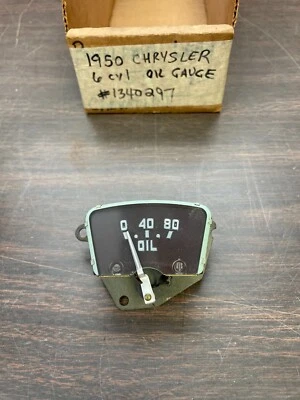 1950 CHRYSLER
6 cyl OIL GAUGE
#1340297
0 40 80
OIL